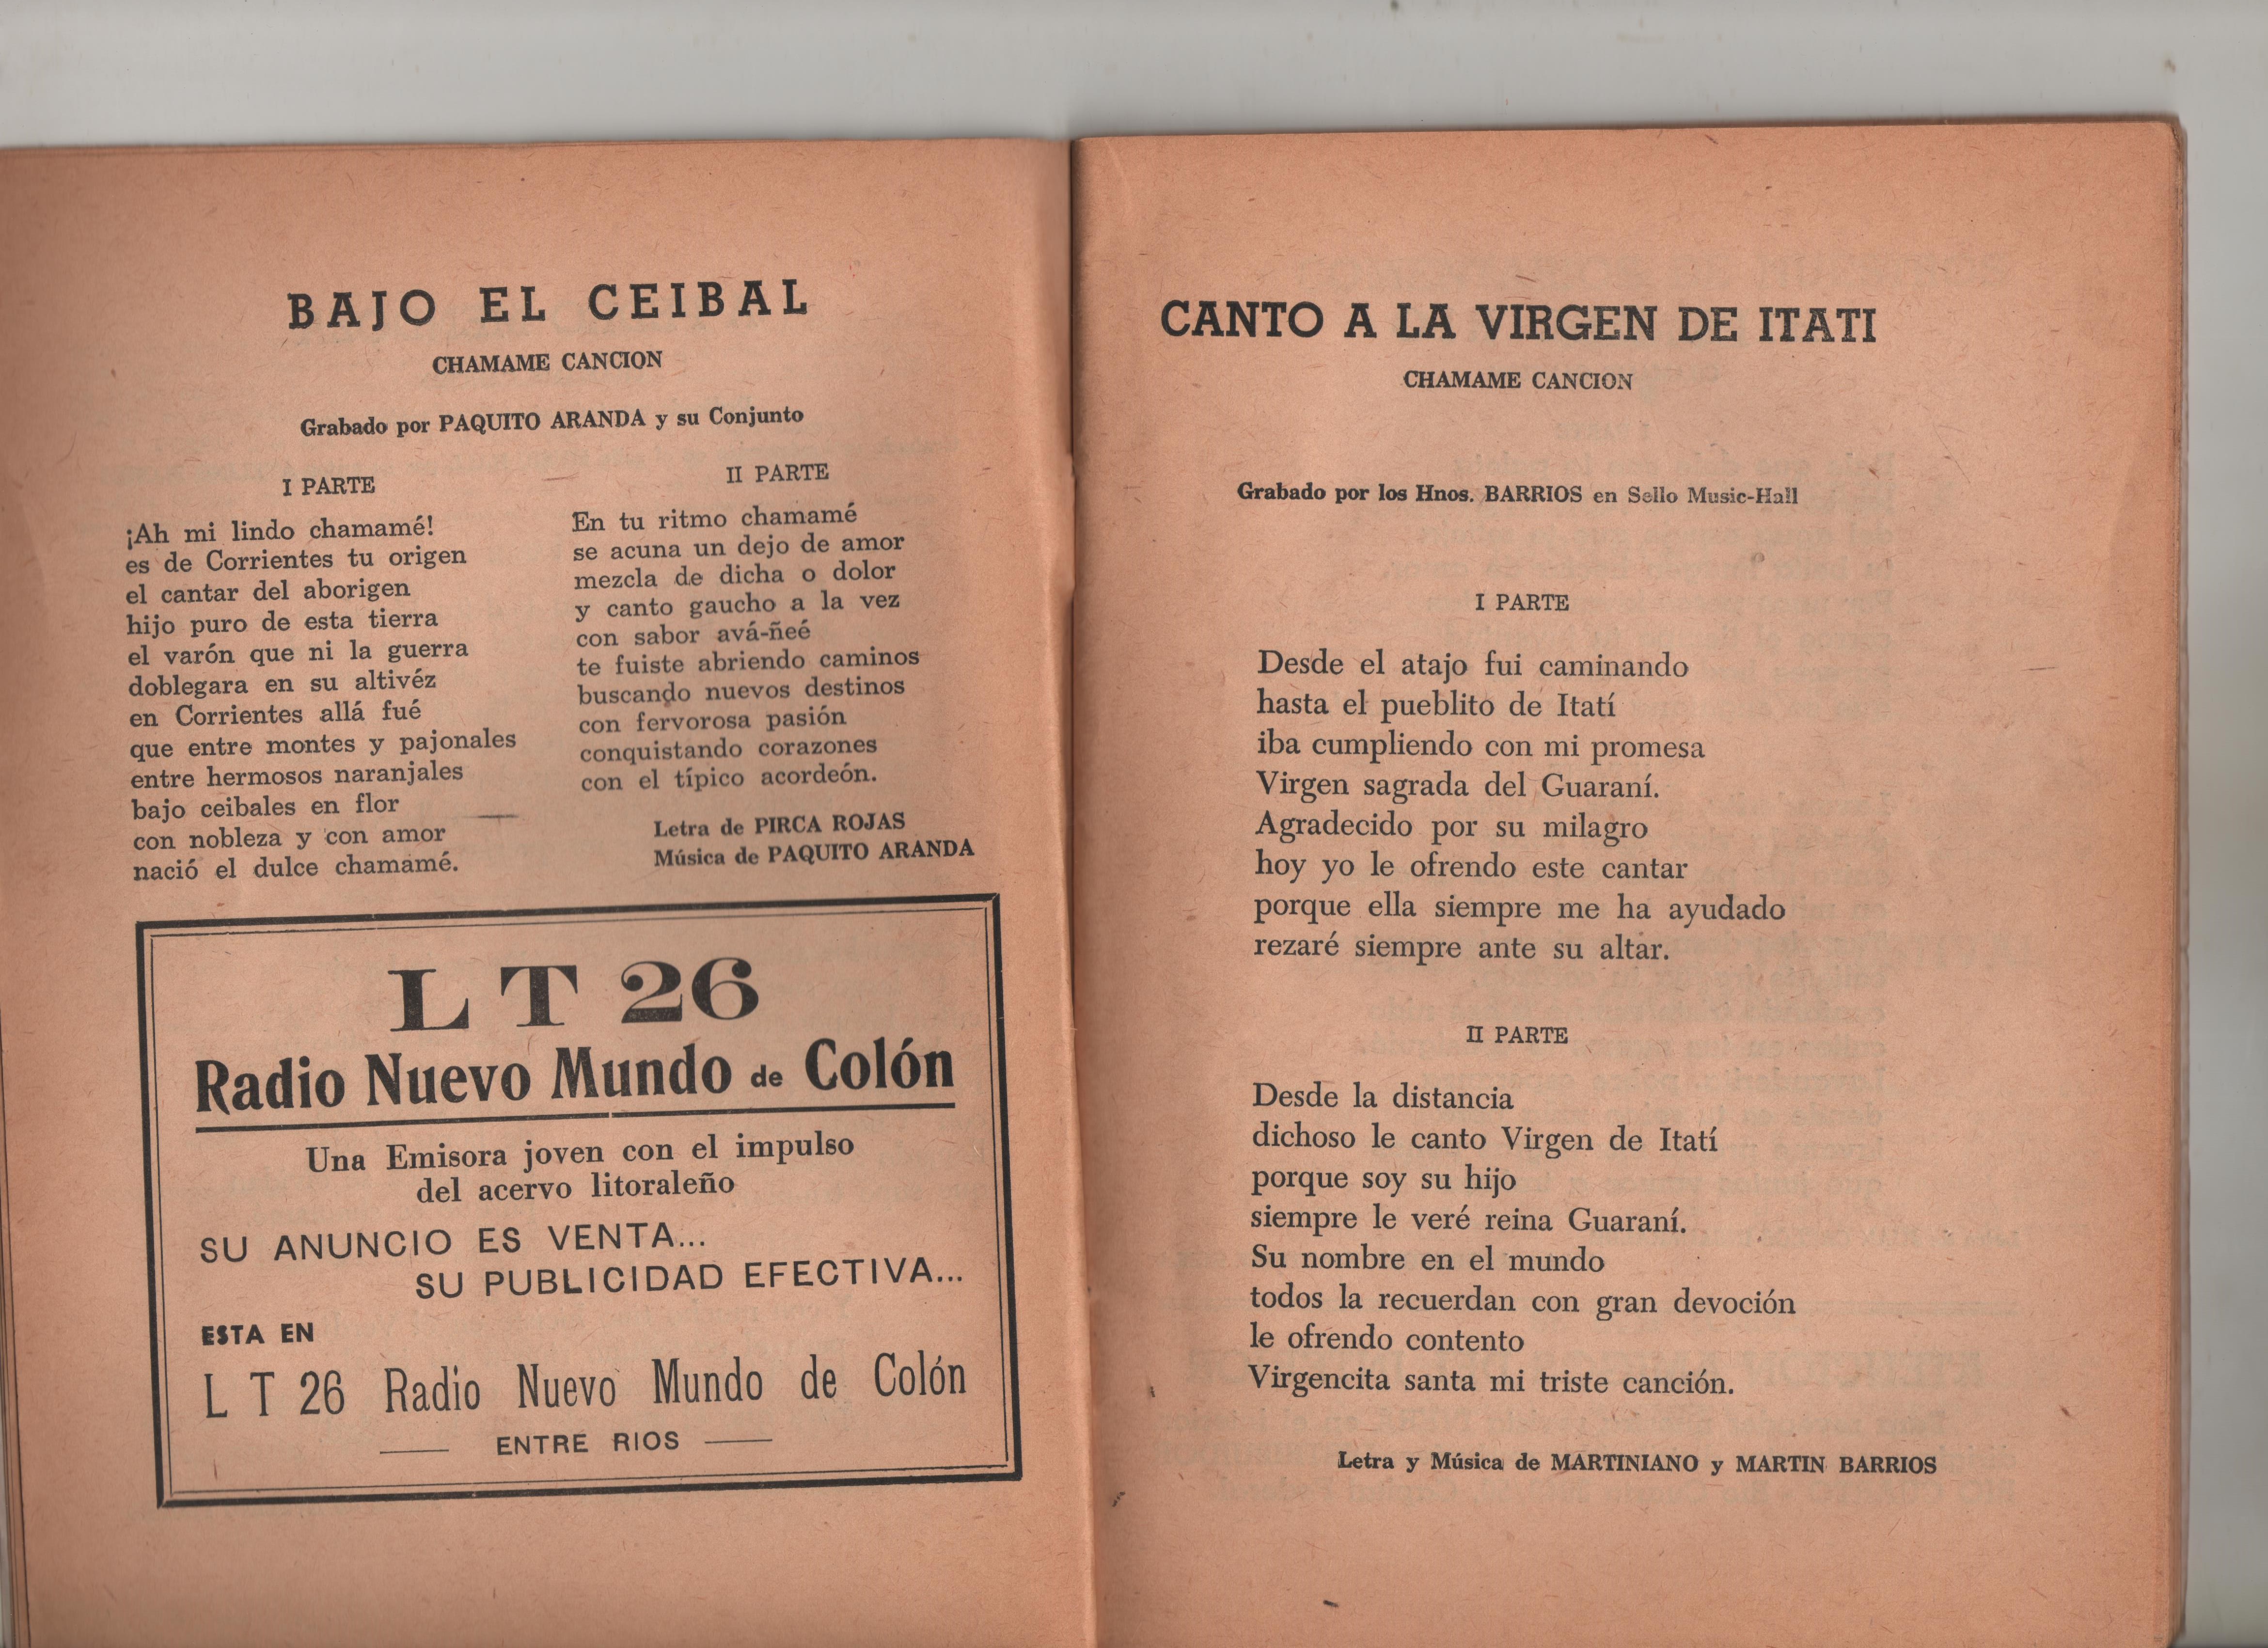 BAJO EL CEIBAL
CHAMAME CANCION
Grabado por PAQUITO ARANDA y su Conjunto
I PARTE
¡Ah mi lindo chamamé!
es de Corrientes tu origen
el cantar del aborigen
hijo puro de esta tierra
el varón que ni la guerra
doblegara en su altivéz
en Corrientes allá fué
que entre montes y pajonales
entre hermosos naranjales
bajo ceibales en flor
con nobleza y con amor
nació el dulce chamamé.
II PARTE
En tu ritmo chamamé
se acuna un dejo de amor
mezcla de dicha o dolor
y canto gaucho a la vez
con sabor avá-ñeé
te fuiste abriendo caminos
buscando nuevos destinos
con fervorosa pasión
conquistando corazones
con el típico acordeón.
Letra de PIRCA ROJAS
Música de PAQUITO ARANDA
L T 26
Radio Nuevo Mundo de Colón
Una Emisora joven con el impulso
del acervo litoraleño
SU ANUNCIO ES VENTA...
SU PUBLICIDAD EFECTIVA...
ESTA EN
L T 26 Radio Nuevo Mundo de Colón
ENTRE RIOS
CANTO A LA VIRGEN DE ITATI
CHAMAME CANCION
Grabado por los Hnos. BARRIOS en Sello Music-Hall
I PARTE
Desde el atajo fui caminando
hasta el pueblito de Itatí
iba cumpliendo con mi promesa
Virgen sagrada del Guaraní.
Agradecido por su milagro
hoy yo le ofrendo este cantar
porque ella siempre me ha ayudado
rezaré siempre ante su altar.
II PARTE
Desde la distancia
dichoso le canto Virgen de Itatí
porque soy su hijo
siempre le veré reina Guaraní.
Su nombre en el mundo
todos la recuerdan con gran devoción
le ofrendo contento
Virgencita santa mi triste canción.
Letra y Música de MARTINIANO y MARTIN BARRIOS